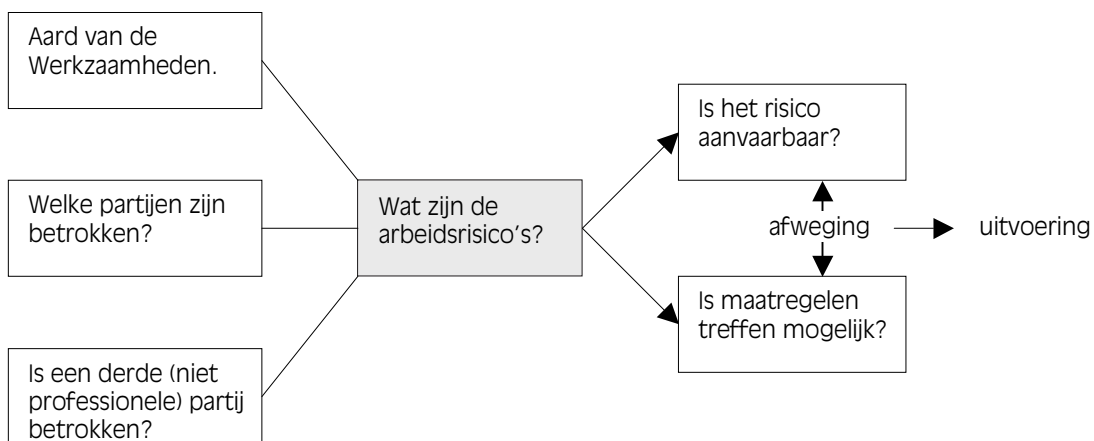 Aard van de
Werkzaamheden.
Welke partijen zijn
betrokken?
Is een derde (niet
professionele) partij
betrokken?
Wat zijn de
arbeidsrisico's?
Is het risico
aanvaarbaar?
afweging
uitvoering
Is maatregelen
treffen mogelijk?